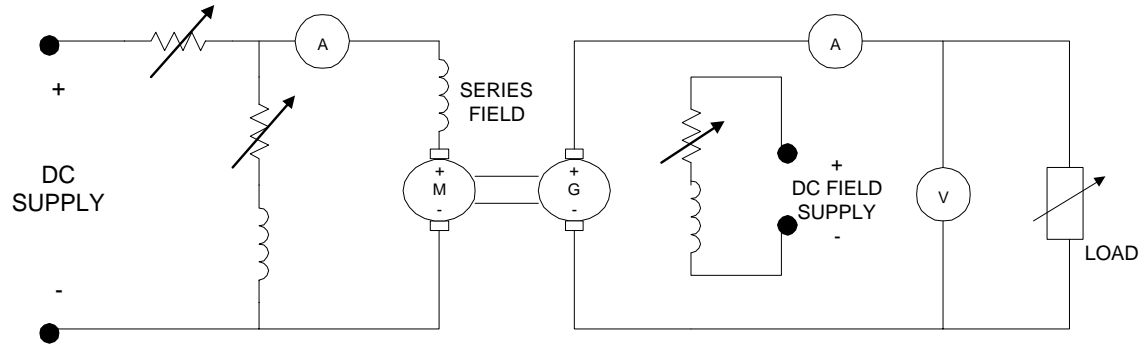 A
A
+
SERIES
FIELD
+
M
-
+
G
-
+
DC FIELD
SUPPLY
-
V
DC
SUPPLY
LOAD
-